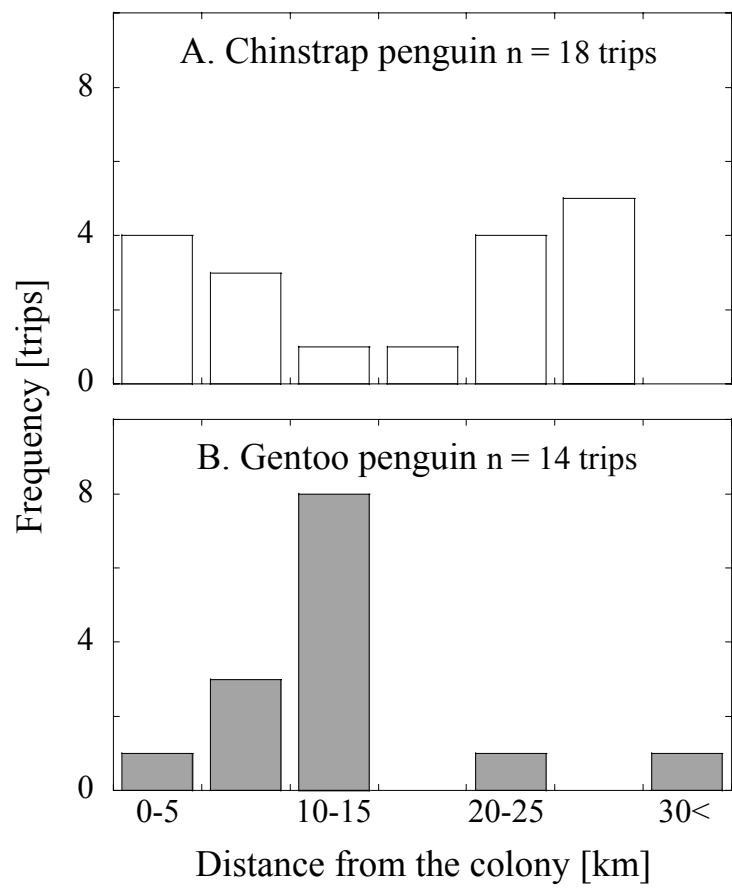 A. Chinstrap penguin n = 18 trips
8
4
0
Frequency [trips]
B. Gentoo penguin n = 14 trips
8
4
0
0-5 10-15 20-25 30<
Distance from the colony [km]